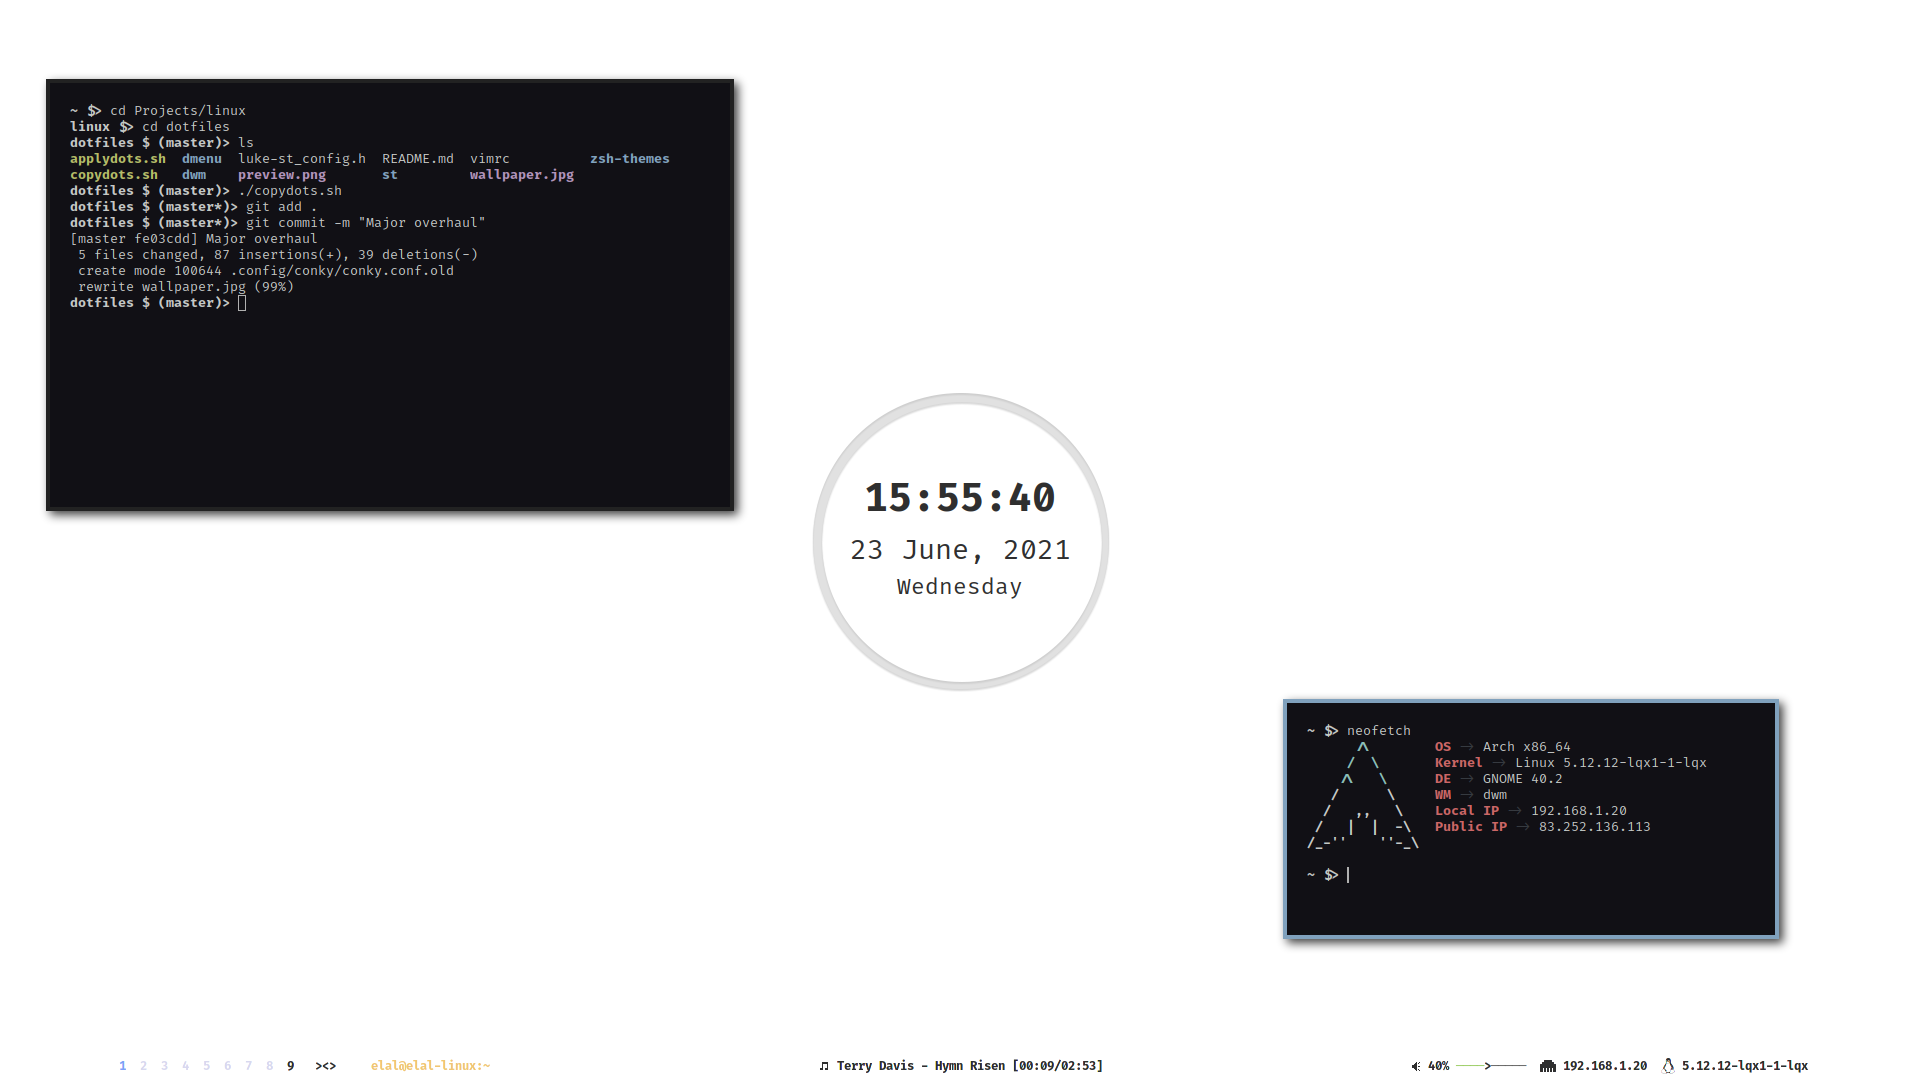 ~ $> cd Projects/linux
linux $> cd dotfiles
dotfiles $ (master)> ls
applydots.sh  dmenu  luke-st_config.h  README.md  vimrc          zsh-themes
copydots.sh   dwm    preview.png       st         wallpaper.jpg
dotfiles $ (master)> ./copydots.sh
dotfiles $ (master*)> git add .
dotfiles $ (master*)> git commit -m "Major overhaul"
[master fe03cdd] Major overhaul
 5 files changed, 87 insertions(+), 39 deletions(-)
 create mode 100644 .config/conky/conky.conf.old
 rewrite wallpaper.jpg (99%)
dotfiles $ (master)>
15:55:40
23 June, 2021
Wednesday
~ $> neofetch
OS → Arch x86_64
Kernel → Linux 5.12.12-lqx1-1-lqx
DE → GNOME 40.2
WM → dwm
Local IP → 192.168.1.20
Public IP → 83.252.136.113
~ $>
1 2 3 4 5 6 7 8 9 ><> elal@elal-linux:~ ♫ Terry Davis - Hymn Risen [00:09/02:53] 40% 192.168.1.20 5.12.12-lqx1-1-lqx